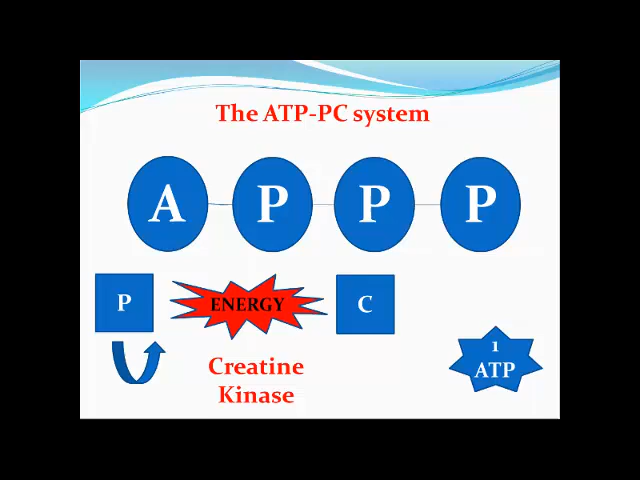 The ATP-PC system
A P P P
P ENERGY C
1
ATP
Creatine
Kinase